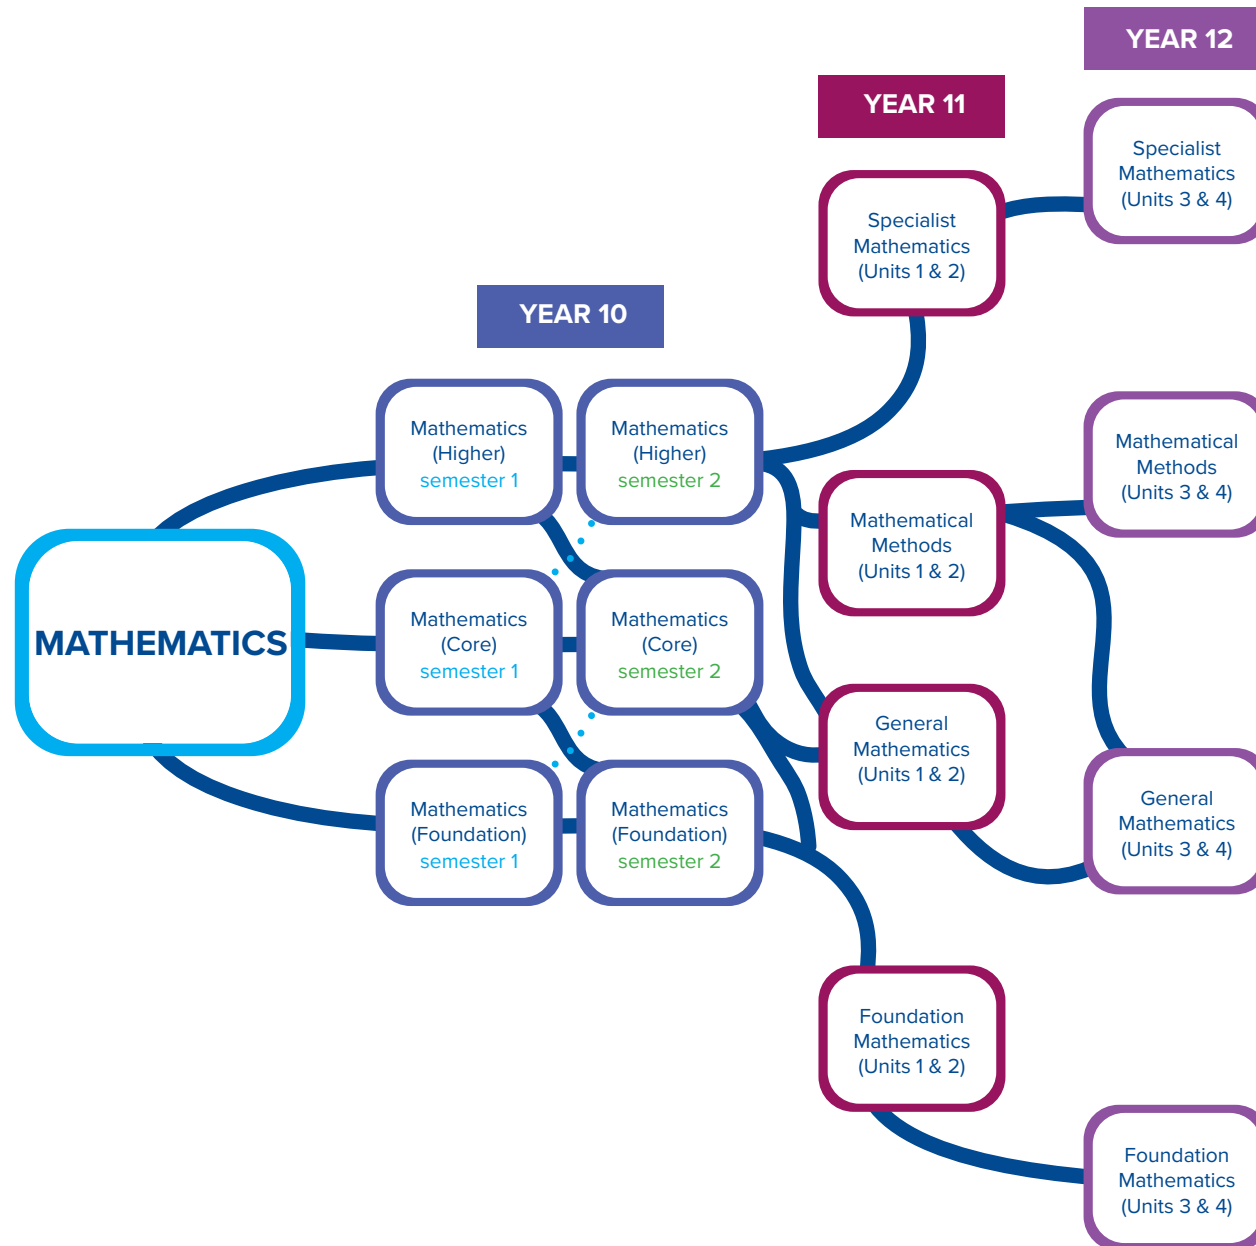 YEAR 12
YEAR 11
YEAR 10
MATHEMATICS
Mathematics
(Higher)
semester 1
Mathematics
(Higher)
semester 2
Mathematics
(Core)
semester 1
Mathematics
(Core)
semester 2
Mathematics
(Foundation)
semester 1
Mathematics
(Foundation)
semester 2
Specialist
Mathematics
(Units 1 & 2)
Mathematical
Methods
(Units 1 & 2)
General
Mathematics
(Units 1 & 2)
Foundation
Mathematics
(Units 1 & 2)
Specialist
Mathematics
(Units 3 & 4)
Mathematical
Methods
(Units 3 & 4)
General
Mathematics
(Units 3 & 4)
Foundation
Mathematics
(Units 3 & 4)